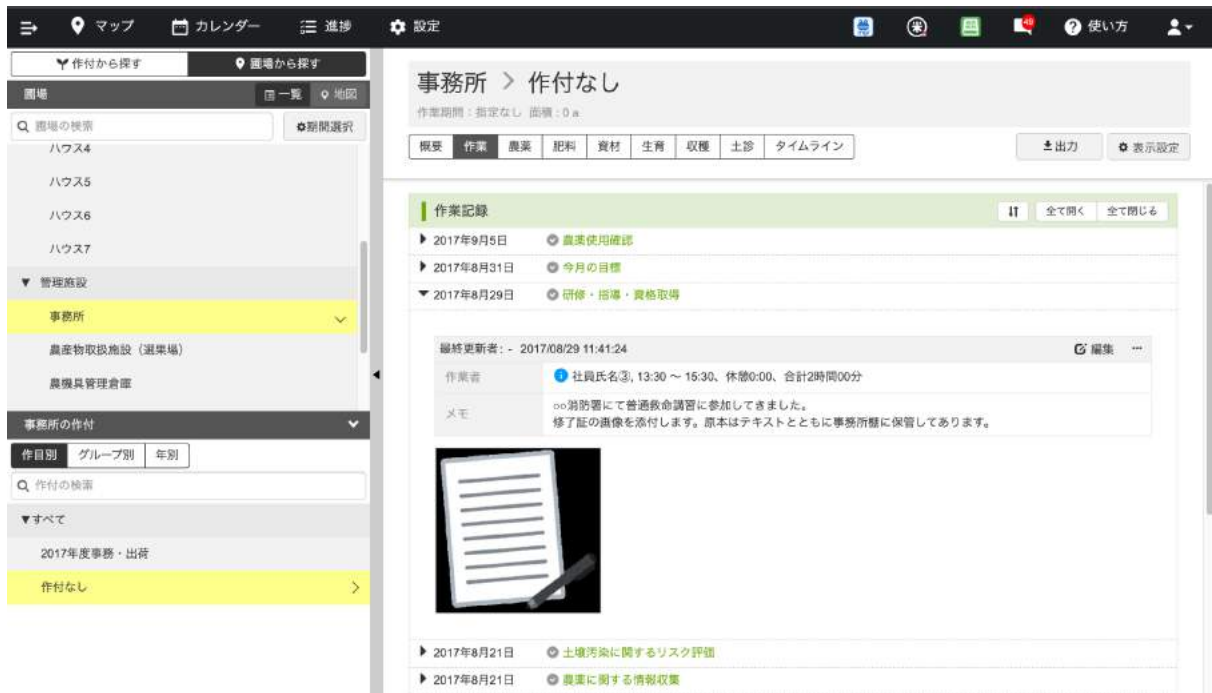 マップ
カレンダー
進捗
設定
米
49
使い方
作付から探す
圃場から探す
圃場
一覧
地図
圃場の検索
期間選択
ハウス4
ハウス5
ハウス6
ハウス7
▼ 管理施設
事務所
農産物取扱施設（選果場）
農機具管理倉庫
事務所の作付
作目別
グループ別
年別
作付の検索
▼すべて
2017年度事務・出荷
作付なし
事務所 > 作付なし
作業期間：指定なし 面積：0 a
概要
作業
農薬
肥料
資材
生育
収穫
土診
タイムライン
出力
表示設定
作業記録
全て開く
全て閉じる
2017年9月5日 農薬使用確認
2017年8月31日 今月の目標
2017年8月29日 研修・指導・資格取得
最終更新者： - 2017/08/29 11:41:24
編集 ...
作業者
社員氏名③, 13:30 ～ 15:30、休憩0:00、合計2時間00分
メモ
○○消防署にて普通救命講習に参加してきました。
修了証の画像を添付します。原本はテキストとともに事務所棚に保管してあります。
2017年8月21日 土壌汚染に関するリスク評価
2017年8月21日 農薬に関する情報収集